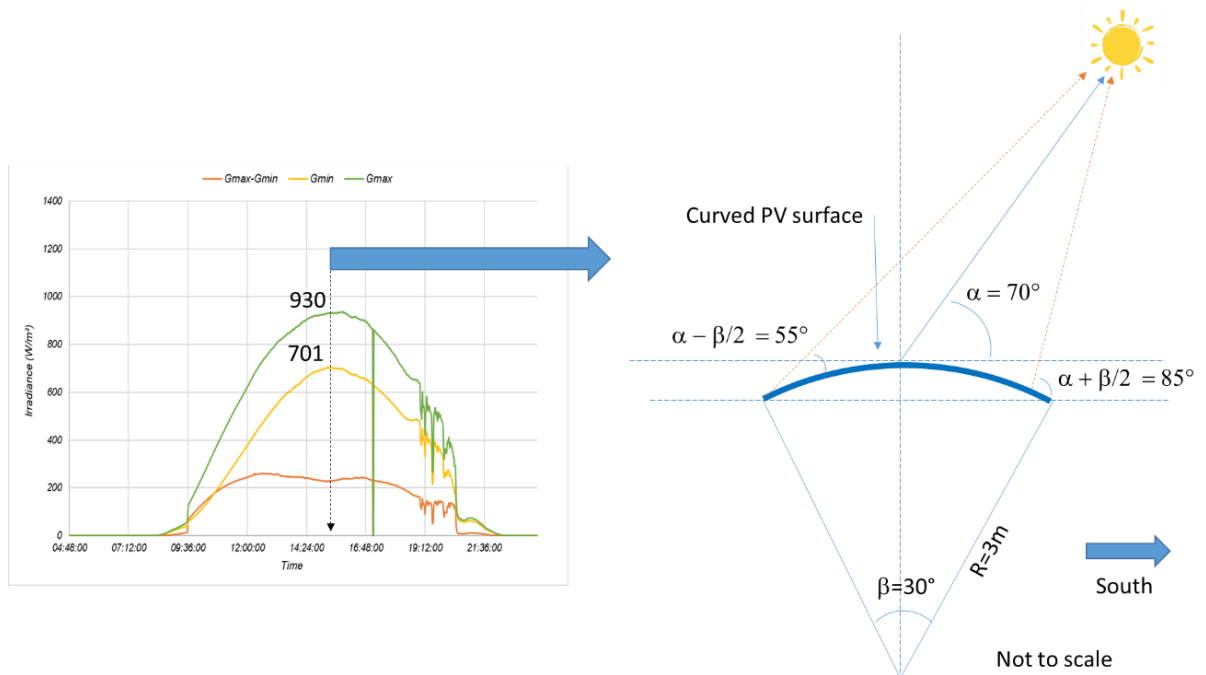 Gmax-Gmin Gmin Gmax
1400
1200
1000
800
600
400
200
0
Irradiance (W/m²)
930
701
04:48:00 07:12:00 09:36:00 12:00:00 14:24:00 16:48:00 19:12:00 21:36:00
Time
Curved PV surface
α = 70°
α − β/2 = 55°
α + β/2 = 85°
R=3m
β=30°
South
Not to scale